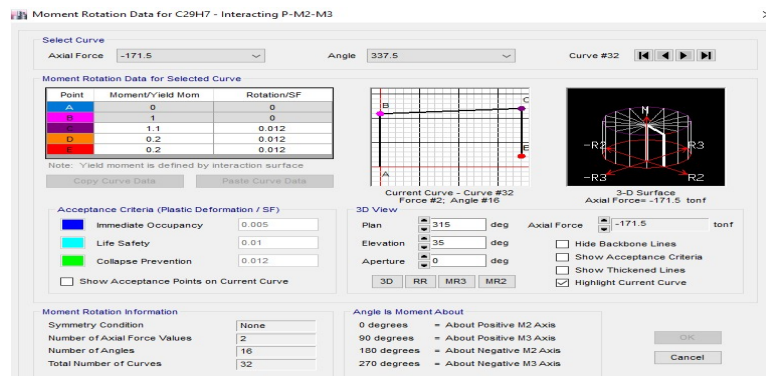 Moment Rotation Data for C29H7 - Interacting P-M2-M3
Select Curve
Axial Force -171.5 Angle 337.5 Curve #32
Moment Rotation Data for Selected Curve
Point Moment/Yield Mom Rotation/SF
A 0 0
B 1 0
C 1.1 0.012
D 0.2 0.012
E 0.2 0.012
Note: Yield moment is defined by interaction surface
Copy Curve Data Paste Curve Data
B C
A E
Current Curve - Curve #32
Force #2; Angle #16
N
-R2 R3
-R3 R2
3-D Surface
Axial Force= -171.5 tonf
Acceptance Criteria (Plastic Deformation / SF)
Immediate Occupancy 0.005
Life Safety 0.01
Collapse Prevention 0.012
Show Acceptance Points on Current Curve
3D View
Plan 315 deg Axial Force -171.5 tonf
Elevation 35 deg
Aperture 0 deg
3D RR MR3 MR2
Hide Backbone Lines
Show Acceptance Criteria
Show Thickened Lines
Highlight Current Curve
Moment Rotation Information
Symmetry Condition None
Number of Axial Force Values 2
Number of Angles 16
Total Number of Curves 32
Angle Is Moment About
0 degrees = About Positive M2 Axis
90 degrees = About Positive M3 Axis
180 degrees = About Negative M2 Axis
270 degrees = About Negative M3 Axis
OK
Cancel